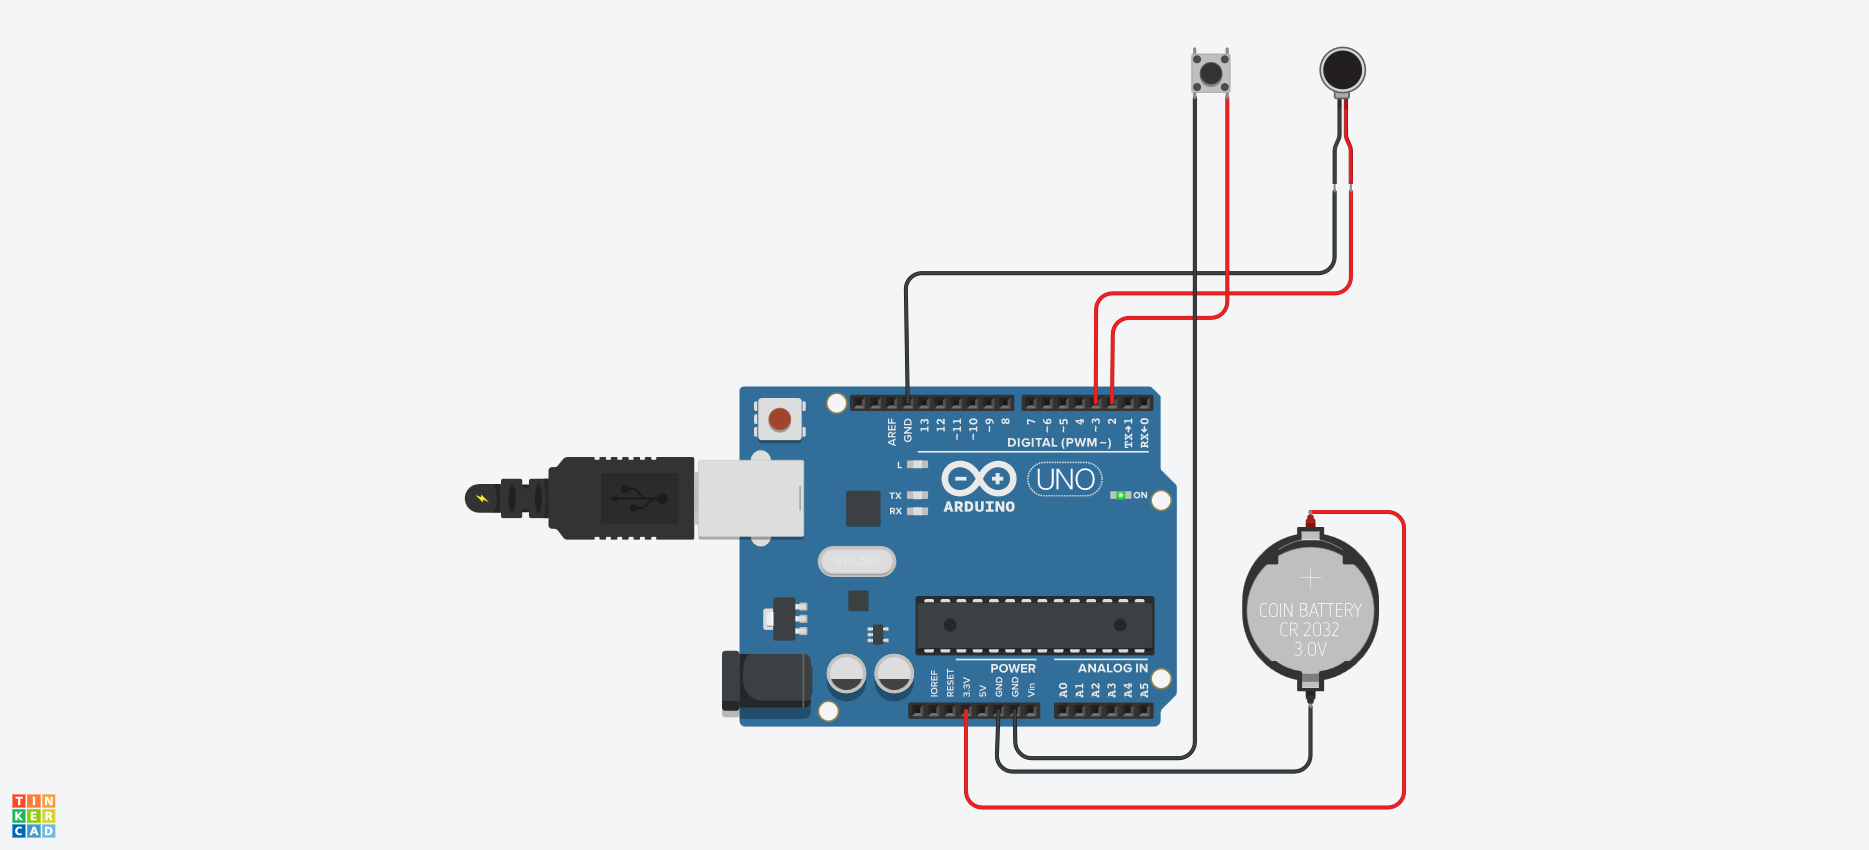 AREF
GND
13
12
~11
~10
~9
8
7
~6
~5
4
~3
2
TX→1
RX←0
DIGITAL (PWM~)
L
TX
RX
ARDUINO
UNO
ON
SPK16.000G
IOREF
RESET
3.3V
5V
GND
GND
Vin
POWER
ANALOG IN
A0
A1
A2
A3
A4
A5
COIN BATTERY
CR 2032
3.0V
TIN
KER
CAD